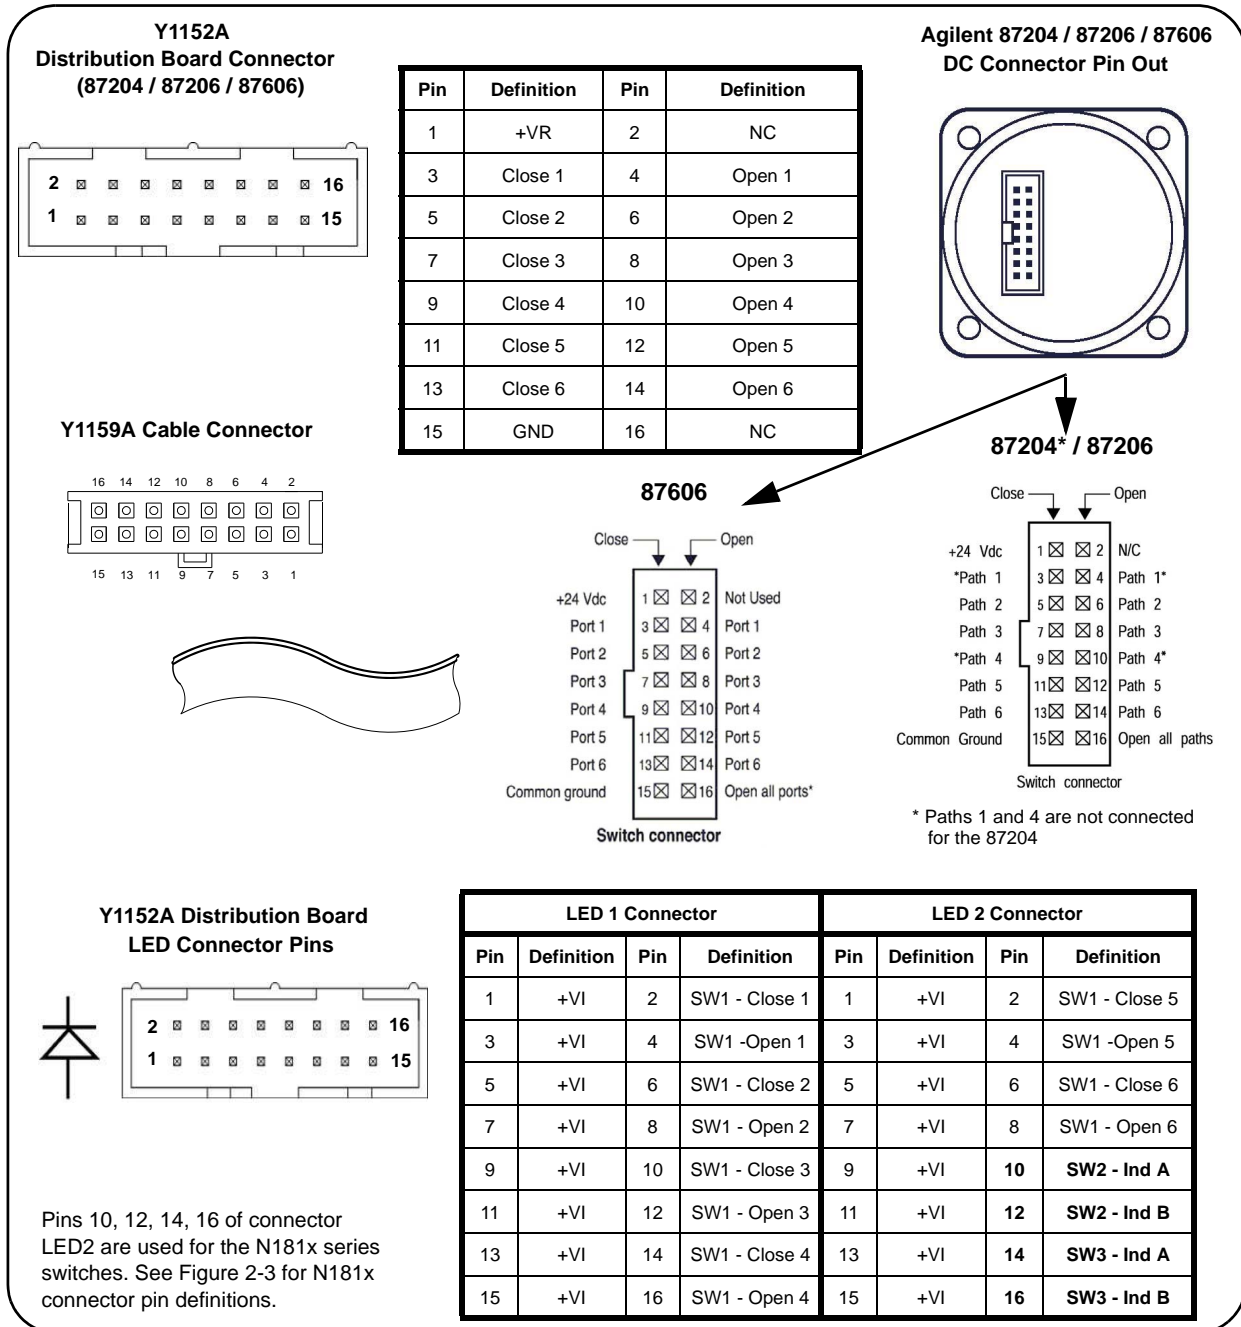 Y1152A
Distribution Board Connector
(87204 / 87206 / 87606)
2 16
1 15
Pin Definition Pin Definition
1 +VR 2 NC
3 Close 1 4 Open 1
5 Close 2 6 Open 2
7 Close 3 8 Open 3
9 Close 4 10 Open 4
11 Close 5 12 Open 5
13 Close 6 14 Open 6
15 GND 16 NC
Agilent 87204 / 87206 / 87606
DC Connector Pin Out
Y1159A Cable Connector
16 14 12 10 8 6 4 2
15 13 11 9 7 5 3 1
87606
Close Open
+24 Vdc 1 2 Not Used
Port 1 3 4 Port 1
Port 2 5 6 Port 2
Port 3 7 8 Port 3
Port 4 9 10 Port 4
Port 5 11 12 Port 5
Port 6 13 14 Port 6
Common ground 15 16 Open all ports*
Switch connector
87204* / 87206
Close Open
+24 Vdc 1 2 N/C
*Path 1 3 4 Path 1*
Path 2 5 6 Path 2
Path 3 7 8 Path 3
*Path 4 9 10 Path 4*
Path 5 11 12 Path 5
Path 6 13 14 Path 6
Common Ground 15 16 Open all paths
Switch connector
* Paths 1 and 4 are not connected
for the 87204
Y1152A Distribution Board
LED Connector Pins
2 16
1 15
Pins 10, 12, 14, 16 of connector
LED2 are used for the N181x series
switches. See Figure 2-3 for N181x
connector pin definitions.
LED 1 Connector LED 2 Connector
Pin Definition Pin Definition Pin Definition Pin Definition
1 +VI 2 SW1 - Close 1 1 +VI 2 SW1 - Close 5
3 +VI 4 SW1 -Open 1 3 +VI 4 SW1 -Open 5
5 +VI 6 SW1 - Close 2 5 +VI 6 SW1 - Close 6
7 +VI 8 SW1 - Open 2 7 +VI 8 SW1 - Open 6
9 +VI 10 SW1 - Close 3 9 +VI 10 SW2 - Ind A
11 +VI 12 SW1 - Open 3 11 +VI 12 SW2 - Ind B
13 +VI 14 SW1 - Close 4 13 +VI 14 SW3 - Ind A
15 +VI 16 SW1 - Open 4 15 +VI 16 SW3 - Ind B